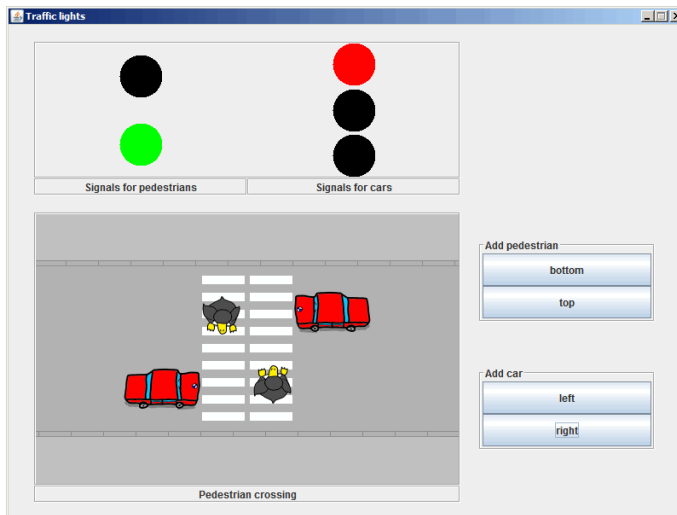 Traffic lights
Signals for pedestrians
Signals for cars
Add pedestrian
bottom
top
Add car
left
right
Pedestrian crossing